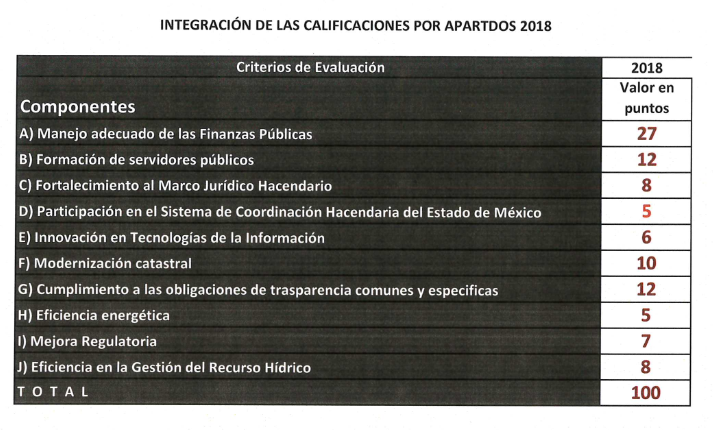 INTEGRACIÓN DE LAS CALIFICACIONES POR APARTDOS 2018
Criterios de Evaluación 2018
Componentes Valor en puntos
A) Manejo adecuado de las Finanzas Públicas 27
B) Formación de servidores públicos 12
C) Fortalecimiento al Marco Jurídico Hacendario 8
D) Participación en el Sistema de Coordinación Hacendaria del Estado de México 5
E) Innovación en Tecnologías de la Información 6
F) Modernización catastral 10
G) Cumplimiento a las obligaciones de trasparencia comunes y especificas 12
H) Eficiencia energética 5
I) Mejora Regulatoria 7
J) Eficiencia en la Gestión del Recurso Hídrico 8
T O T A L 100